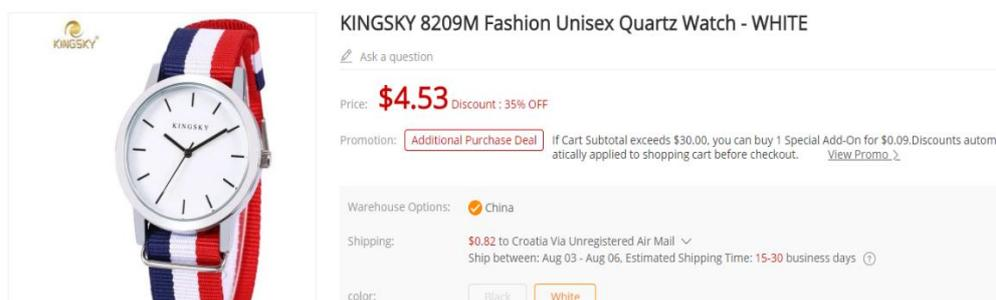 KINGSKY
KINGSKY
KINGSKY 8209M Fashion Unisex Quartz Watch - WHITE
Ask a question
Price: $4.53 Discount : 35% OFF
Promotion: Additional Purchase Deal If Cart Subtotal exceeds $30.00, you can buy 1 Special Add-On for $0.09.Discounts autom
atically applied to shopping cart before checkout. View Promo >
Warehouse Options: China
Shipping: $0.82 to Croatia Via Unregistered Air Mail
Ship between: Aug 03 - Aug 06, Estimated Shipping Time: 15-30 business days ?
color: Black White